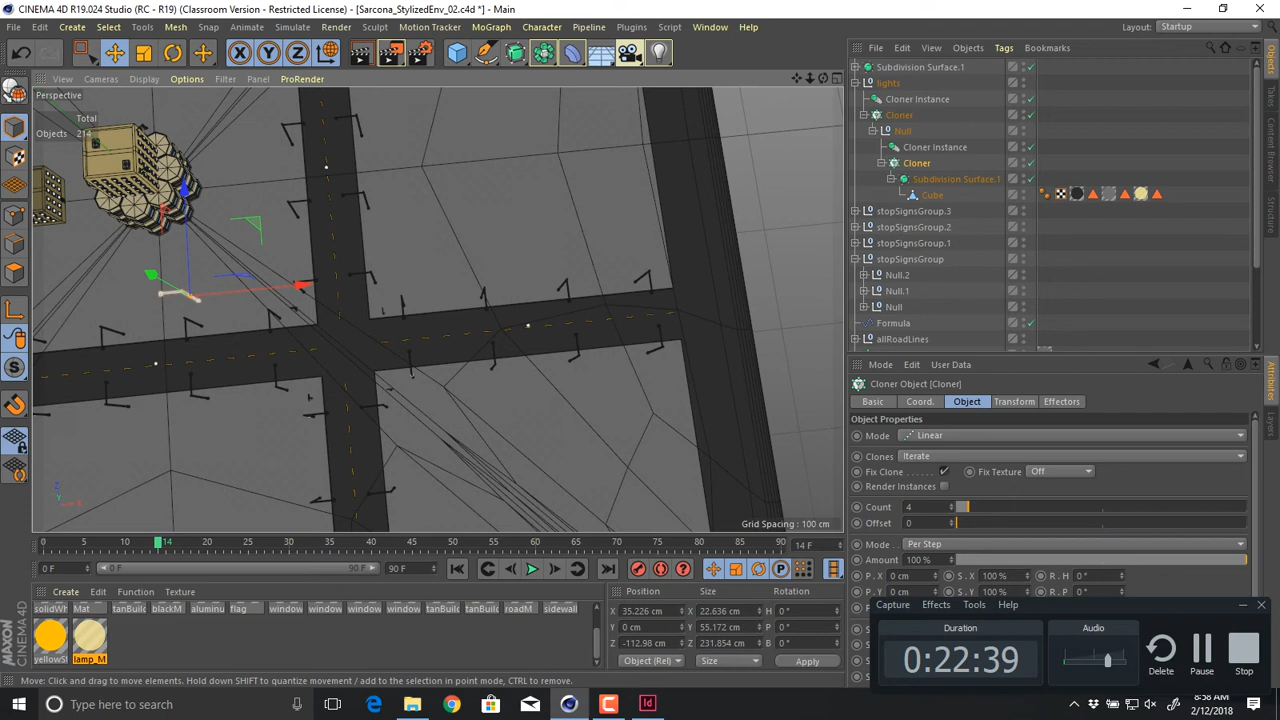 CINEMA 4D R19.024 Studio (RC - R19) (Classroom Version - Restricted License) - [Sarcona_StylizedEnv_02.c4d *] - Main
File Edit Create Select Tools Mesh Snap Animate Simulate Render Sculpt Motion Tracker MoGraph Character Pipeline Plugins Script Window Help
Layout: Startup
X Y Z
File Edit View Objects Tags Bookmarks
View Cameras Display Options Filter Panel ProRender
Perspective
Total
Objects 214
Subdivision Surface.1
lights
Cloner Instance
Cloner
Null
Cloner Instance
Cloner
Subdivision Surface.1
Cube
stopSignsGroup.3
stopSignsGroup.2
stopSignsGroup.1
stopSignsGroup
Null.2
Null.1
Null
Formula
allRoadLines
Objects
Takes
Content Browser
Structure
Mode Edit User Data
Cloner Object [Cloner]
Basic Coord. Object Transform Effectors
Object Properties
Mode Linear
Clones Iterate
Fix Clone Fix Texture Off
Render Instances
Count 4
Offset 0
Mode Per Step
Amount 100 %
P . X 0 cm S . X 100 % R . H 0 °
Attributes
Layers
Grid Spacing : 100 cm
0 5 10 14 20 25 30 35 40 45 50 55 60 65 70 75 80 85 90 14 F
0 F 0 F 90 F 90 F
Create Edit Function Texture
solidWh Mat tanBuild blackM aluminu flag window window window window tanBuild tanBuild roadM sidewall
yellowSt lamp_M
Position Size Rotation
X 35.226 cm X 22.636 cm H 0 °
Y 0 cm Y 55.172 cm P 0 °
Z -112.98 cm Z 231.854 cm B 0 °
Object (Rel) Size Apply
MAXON CINEMA 4D
Move: Click and drag to move elements. Hold down SHIFT to quantize movement / add to the selection in point mode, CTRL to remove.
Capture Effects Tools Help
Duration Audio
0:22:39
Delete Pause Stop
Type here to search
8:38 AM
2/12/2018